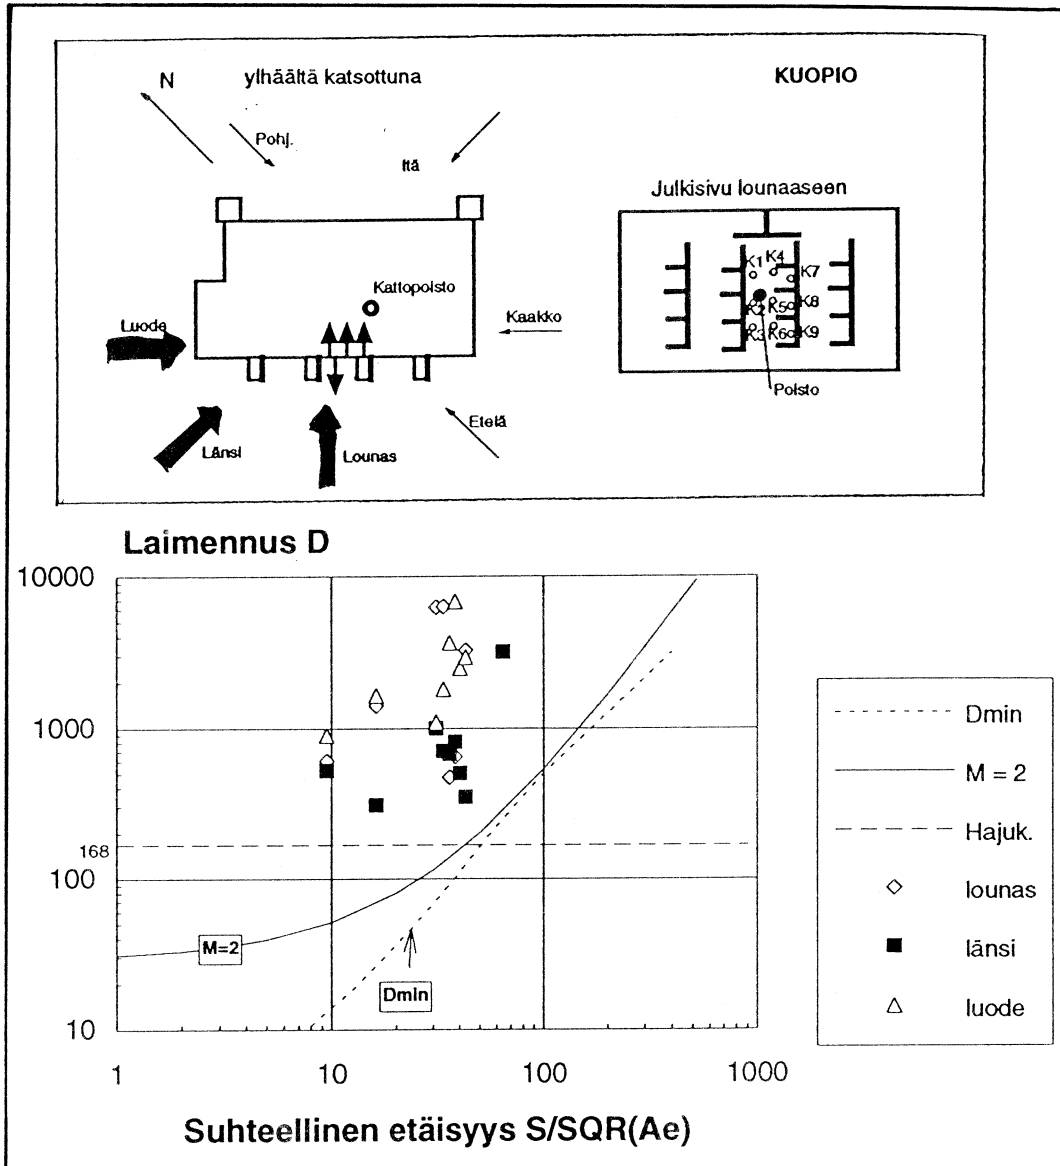 N
ylhäältä katsottuna
KUOPIO
Pohj.
Itä
Julkisivu lounaaseen
K1 K4
K7
Kattopoisto
K2 K5 K8
Kaakko
Luode
K3 K6 K9
Poisto
Etelä
Länsi
Lounas
Laimennus D
10000
1000
168
100
10
M=2
Dmin
1
10
100
1000
Suhteellinen etäisyys S/SQR(Ae)
Dmin
M = 2
Hajuk.
lounas
länsi
luode